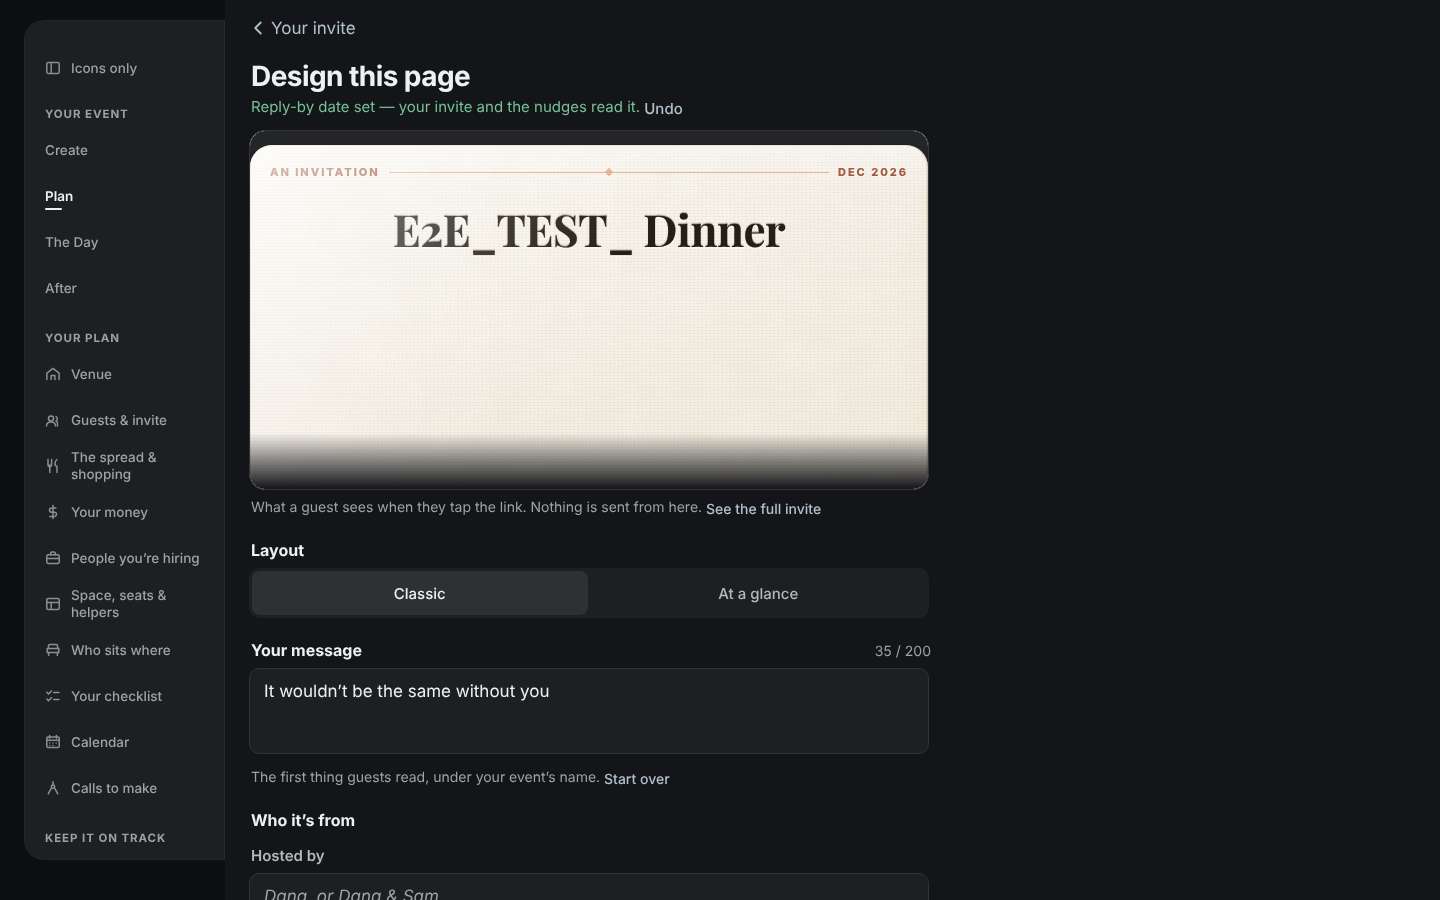 Icons only
YOUR EVENT
Create
Plan
The Day
After
YOUR PLAN
Venue
Guests & invite
The spread &
shopping
Your money
People you’re hiring
Space, seats &
helpers
Who sits where
Your checklist
Calendar
Calls to make
KEEP IT ON TRACK
Your invite
Design this page
Reply-by date set — your invite and the nudges read it. Undo
AN INVITATION DEC 2026
E2E_TEST_ Dinner
What a guest sees when they tap the link. Nothing is sent from here. See the full invite
Layout
Classic At a glance
Your message 35 / 200
It wouldn’t be the same without you
The first thing guests read, under your event’s name. Start over
Who it’s from
Hosted by
Dana, or Dana & Sam